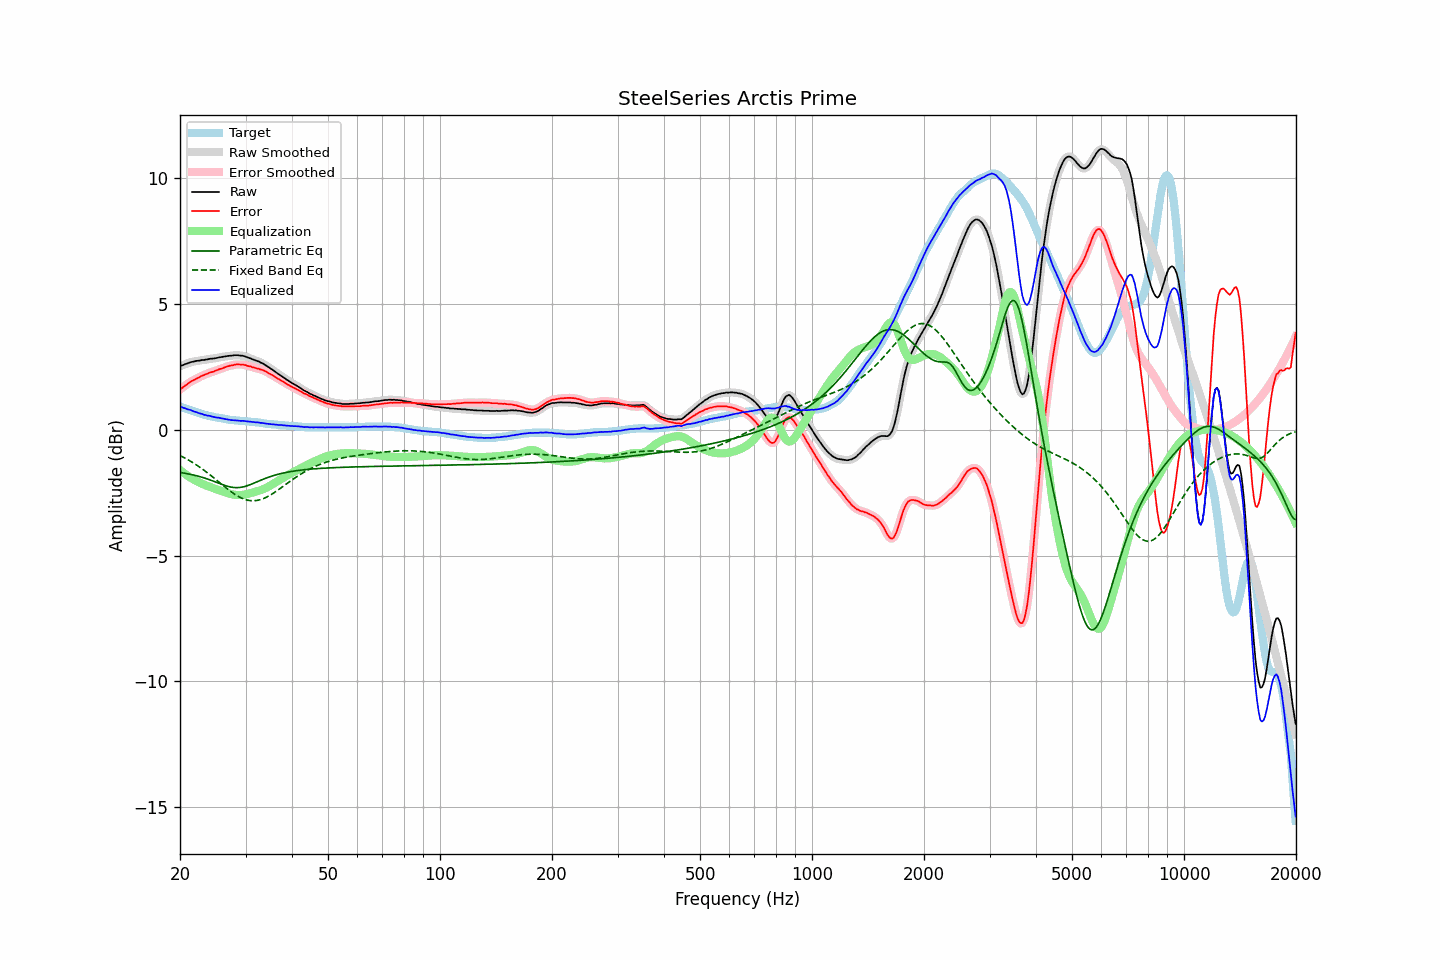 SteelSeries Arctis Prime
Target
Raw Smoothed
Error Smoothed
Raw
Error
Equalization
Parametric Eq
Fixed Band Eq
Equalized
10
5
0
−5
−10
−15
Amplitude (dBr)
20
50
100
200
500
1000
2000
5000
10000
20000
Frequency (Hz)